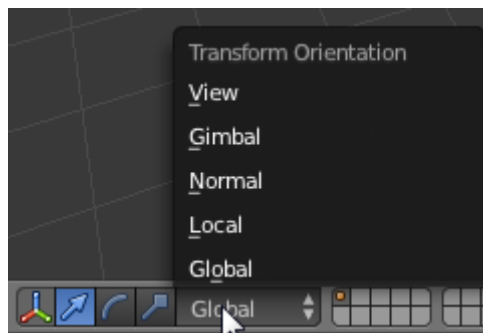 Transform Orientation
View
Gimbal
Normal
Local
Global
Global